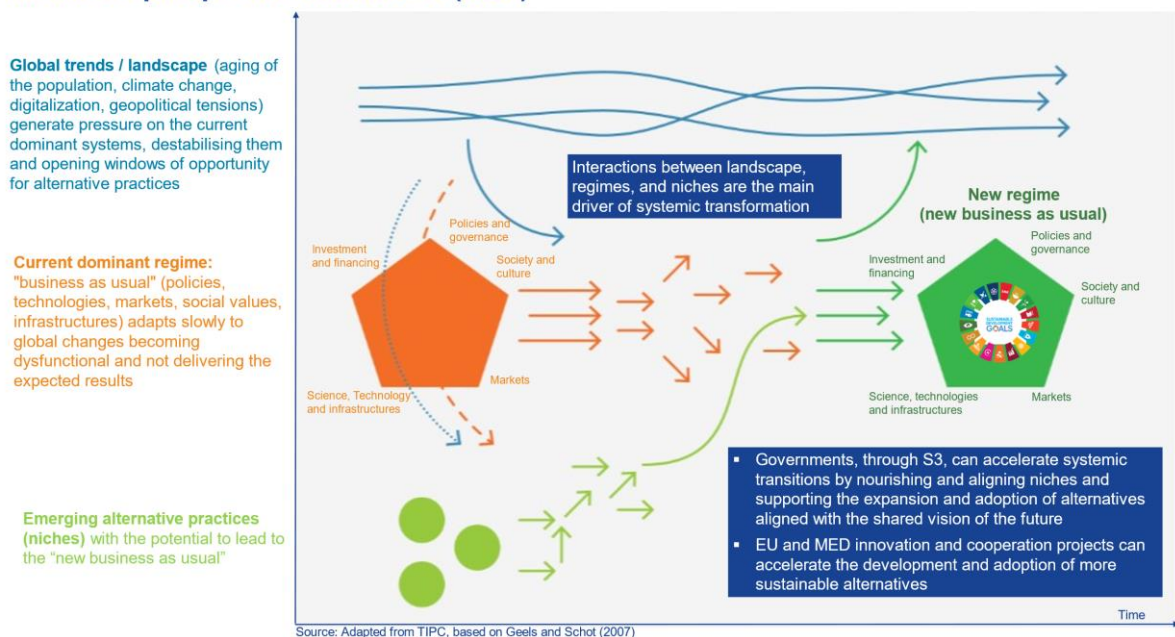 Global trends / landscape (aging of
the population, climate change,
digitalization, geopolitical tensions)
generate pressure on the current
dominant systems, destabilising them
and opening windows of opportunity
for alternative practices
Interactions between landscape,
regimes, and niches are the main
driver of systemic transformation
Current dominant regime:
"business as usual" (policies,
technologies, markets, social values,
infrastructures) adapts slowly to
global changes becoming
dysfunctional and not delivering the
expected results
Policies and
governance
Investment
and financing
Society and
culture
Markets
Science, Technology
and infrastructures
New regime
(new business as usual)
Policies and
governance
Investment and
financing
Society and
culture
SUSTAINABLE
DEVELOPMENT
GOALS
Science, technologies
and infrastructures
Markets
Emerging alternative practices
(niches) with the potential to lead to
the “new business as usual”
▪ Governments, through S3, can accelerate systemic
transitions by nourishing and aligning niches and
supporting the expansion and adoption of alternatives
aligned with the shared vision of the future
▪ EU and MED innovation and cooperation projects can
accelerate the development and adoption of more
sustainable alternatives
Time
Source: Adapted from TIPC, based on Geels and Schot (2007)